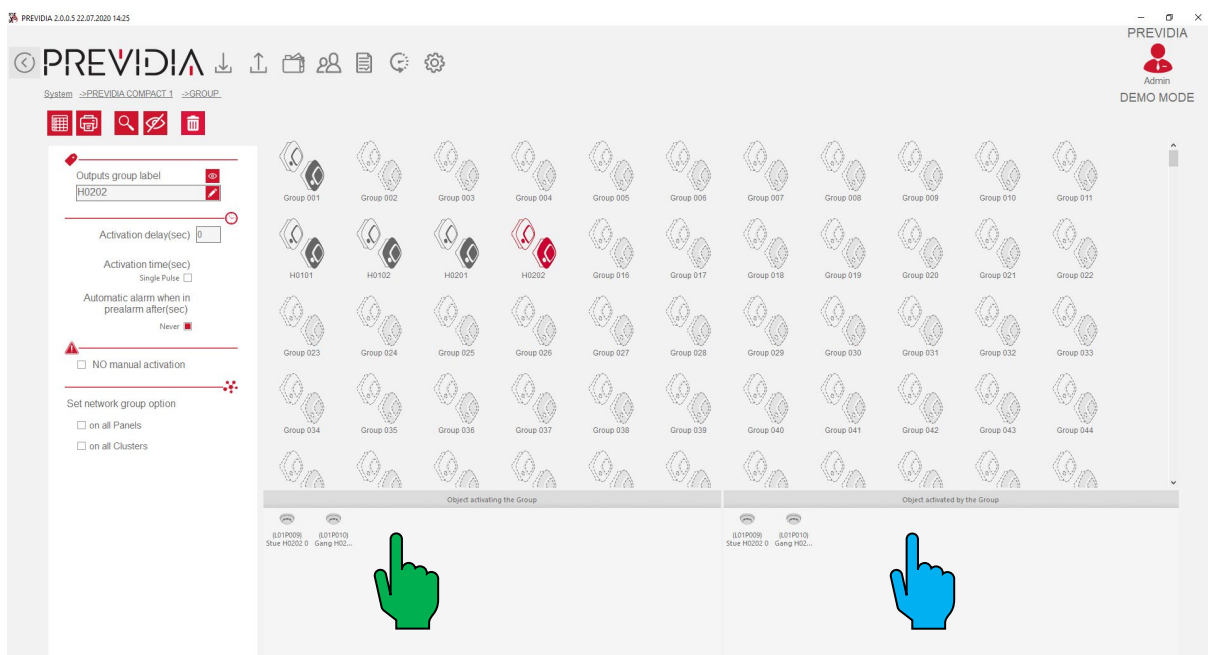 PREVIDIA 2.0.0.5 22.07.2020 14:25
PREVIDIA
PREVIDIA
Admin
DEMO MODE
System ->PREVIDIA COMPACT 1 ->GROUP
Outputs group label
H0202
Activation delay(sec) 0
Activation time(sec)
Single Pulse
Automatic alarm when in
prealarm after(sec)
Never
NO manual activation
Set network group option
on all Panels
on all Clusters
Group 001 Group 002 Group 003 Group 004 Group 005 Group 006 Group 007 Group 008 Group 009 Group 010 Group 011
H0101 H0102 H0201 H0202 Group 016 Group 017 Group 018 Group 019 Group 020 Group 021 Group 022
Group 023 Group 024 Group 025 Group 026 Group 027 Group 028 Group 029 Group 030 Group 031 Group 032 Group 033
Group 034 Group 035 Group 036 Group 037 Group 038 Group 039 Group 040 Group 041 Group 042 Group 043 Group 044
Object activating the Group
(L01P009) (L01P010)
Stue H0202 0 Gang H02...
Object activated by the Group
(L01P009) (L01P010)
Stue H0202 0 Gang H02...